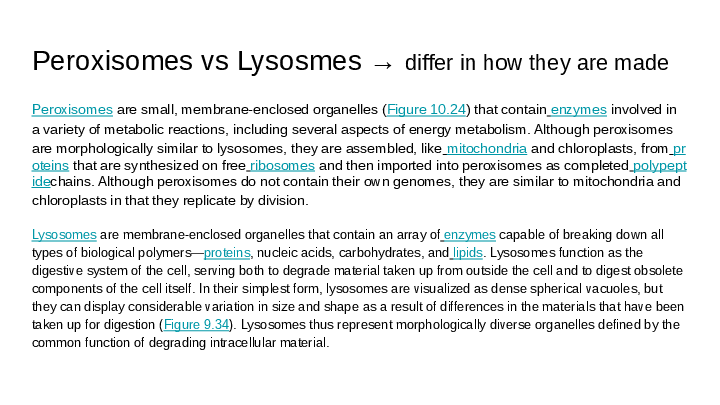 Peroxisomes vs Lysosmes → differ in how they are made
Peroxisomes are small, membrane-enclosed organelles (Figure 10.24) that contain enzymes involved in
a variety of metabolic reactions, including several aspects of energy metabolism. Although peroxisomes
are morphologically similar to lysosomes, they are assembled, like mitochondria and chloroplasts, from pr
oteins that are synthesized on free ribosomes and then imported into peroxisomes as completed polypept
idechains. Although peroxisomes do not contain their own genomes, they are similar to mitochondria and
chloroplasts in that they replicate by division.
Lysosomes are membrane-enclosed organelles that contain an array of enzymes capable of breaking down all
types of biological polymers—proteins, nucleic acids, carbohydrates, and lipids. Lysosomes function as the
digestive system of the cell, serving both to degrade material taken up from outside the cell and to digest obsolete
components of the cell itself. In their simplest form, lysosomes are visualized as dense spherical vacuoles, but
they can display considerable variation in size and shape as a result of differences in the materials that have been
taken up for digestion (Figure 9.34). Lysosomes thus represent morphologically diverse organelles defined by the
common function of degrading intracellular material.